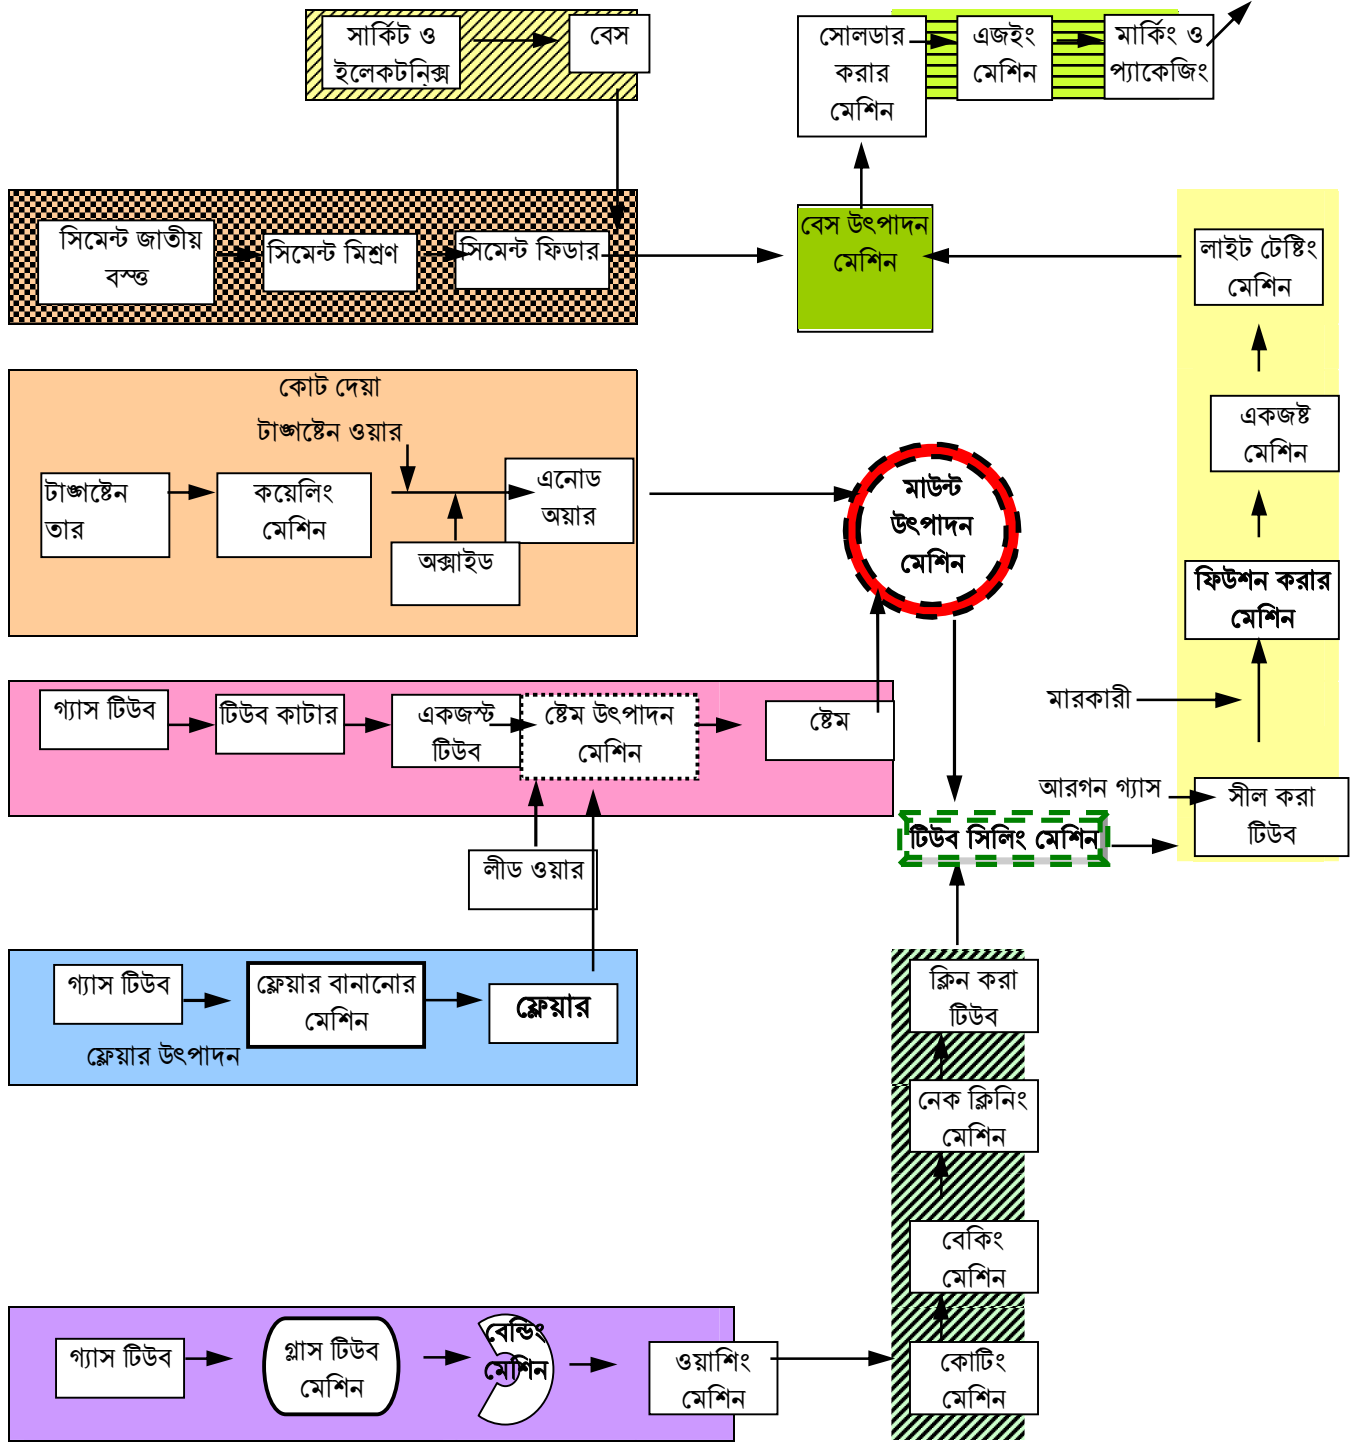 সার্কিট ও
ইলেকটনিক্স
বেস
সোলডার
করার
মেশিন
এজইং
মেশিন
মার্কিং ও
প্যাকেজিং
সিমেন্ট জাতীয়
বস্ত্ত
সিমেন্ট মিশ্রণ
সিমেন্ট ফিডার
বেস উৎপাদন
মেশিন
লাইট টেষ্টিং
মেশিন
কোট দেয়া
টাঙ্গষ্টেন ওয়ার
টাঙ্গষ্টেন
তার
কয়েলিং
মেশিন
এনোড
অয়ার
অক্সাইড
মাউন্ট
উৎপাদন
মেশিন
একজষ্ট
মেশিন
ফিউশন করার
মেশিন
গ্যাস টিউব
টিউব কাটার
একজস্ট
টিউব
ষ্টেম উৎপাদন
মেশিন
ষ্টেম
মারকারী
আরগন গ্যাস
সীল করা
টিউব
টিউব সিলিং মেশিন
লীড ওয়ার
গ্যাস টিউব
ফ্লেয়ার বানানোর
মেশিন
ফ্লেয়ার
ফ্লেয়ার উৎপাদন
ক্লিন করা
টিউব
নেক ক্লিনিং
মেশিন
বেকিং
মেশিন
গ্যাস টিউব
গ্লাস টিউব
মেশিন
বেন্ডিং
মেশিন
ওয়াশিং
মেশিন
কোটিং
মেশিন